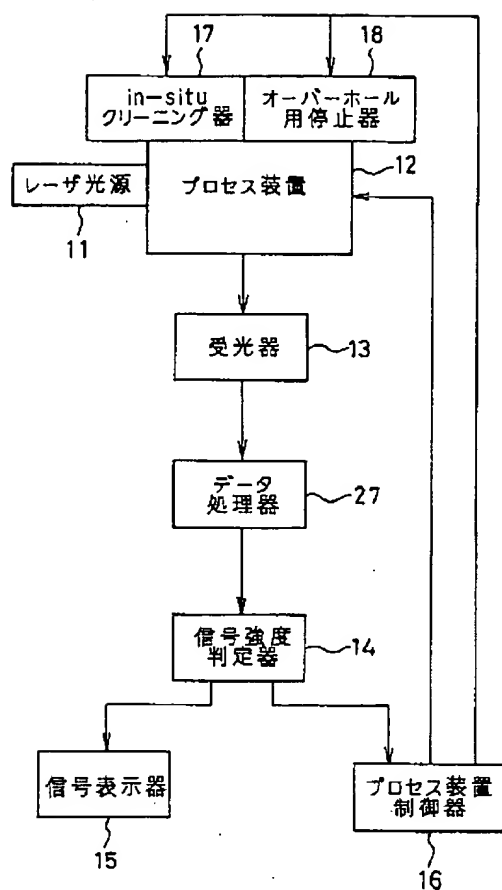 17
18
in-situ
クリーニング器
オーバーホール
用停止器
レーザ光源
プロセス装置
12
11
受光器
13
データ
処理器
27
信号強度
判定器
14
信号表示器
15
プロセス装置
制御器
16